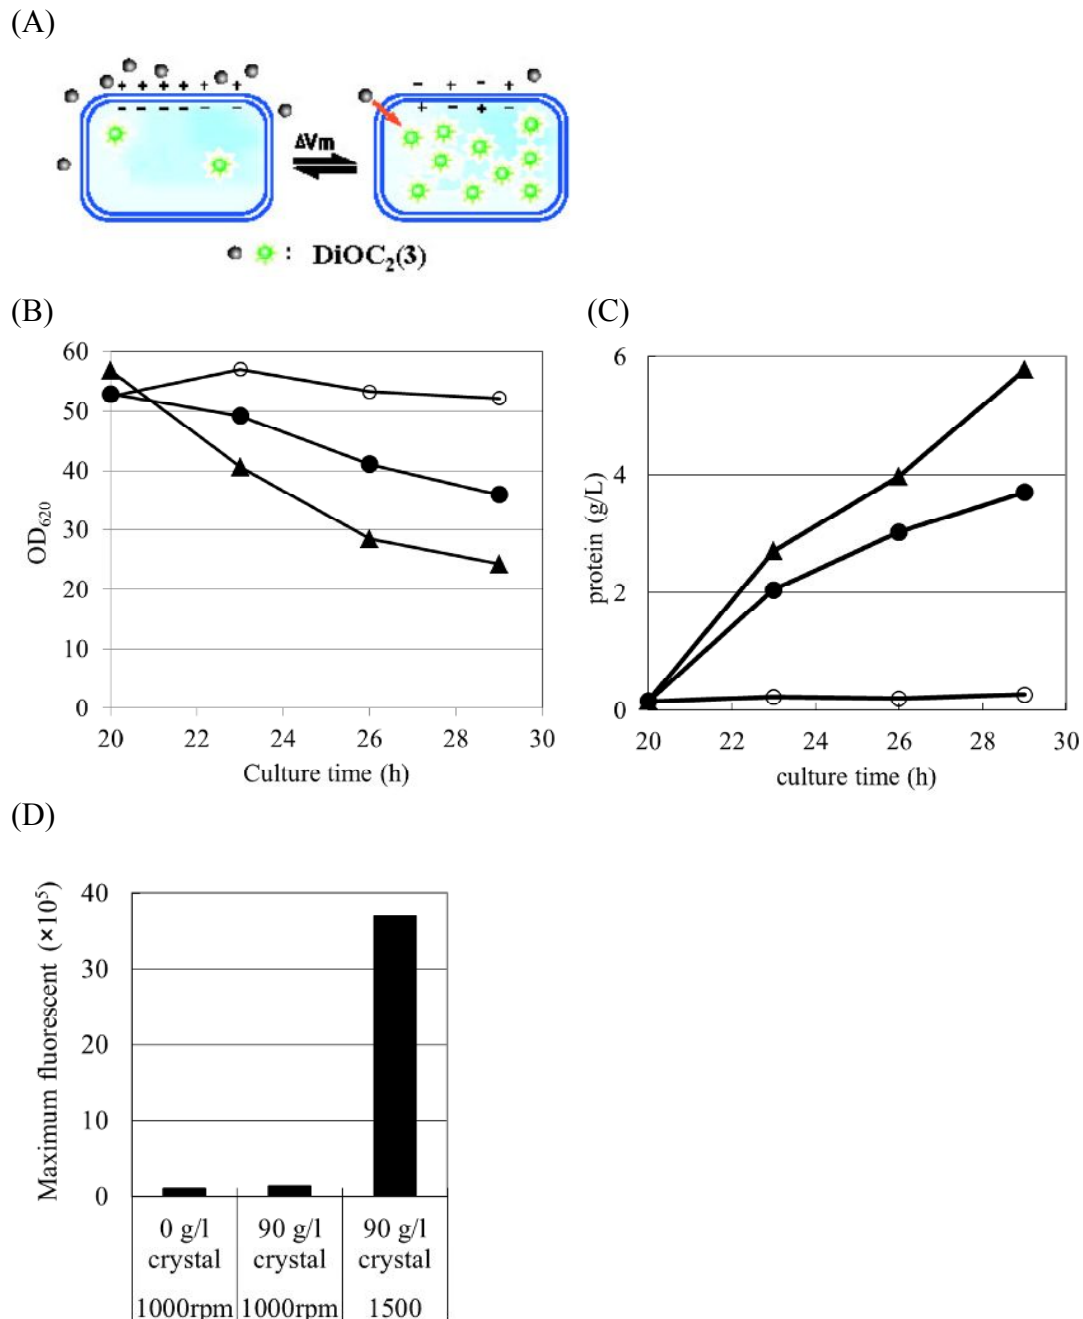 (A)
+ + + + + +
- - - - - -
ΔVm
- + - +
+ - + -
: DiOC₂(3)
(B)
60
50
40
30
20
10
0
OD₆₂₀
20 22 24 26 28 30
Culture time (h)
(C)
6
4
2
0
protein (g/L)
20 22 24 26 28 30
culture time (h)
(D)
40
30
20
10
0
Maximum fluorescent (×10⁵)
0 g/l 90 g/l 90 g/l
crystal crystal crystal
1000rpm 1000rpm 1500